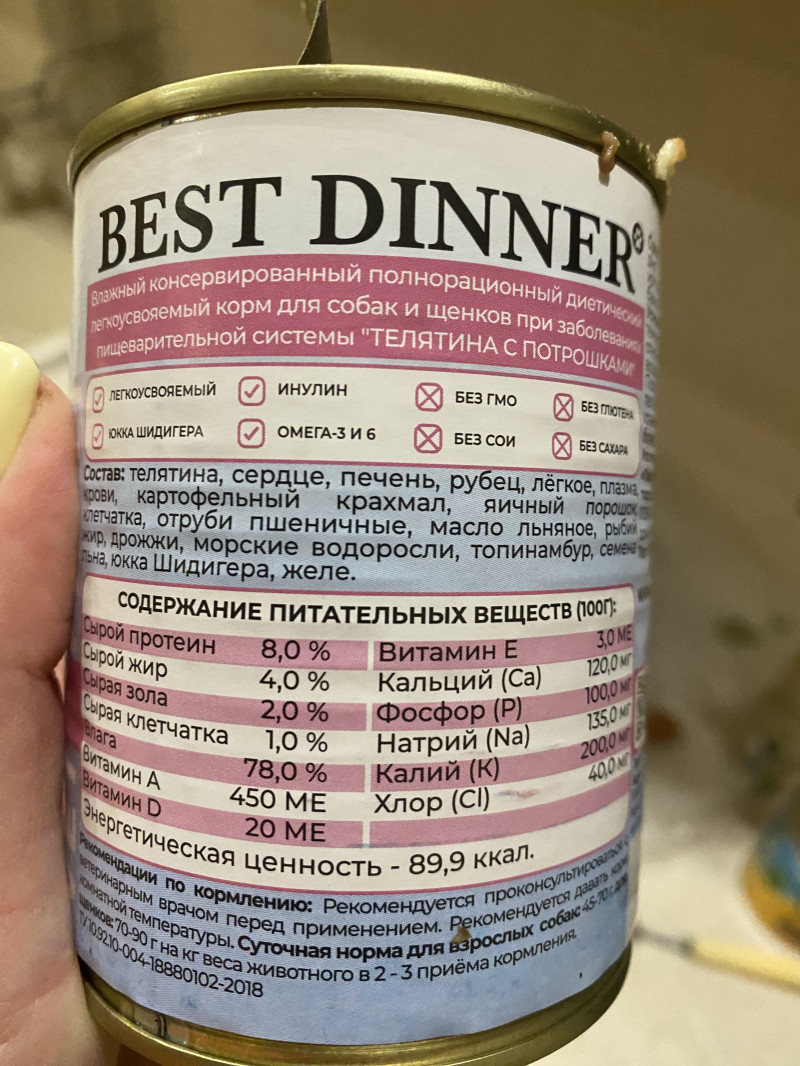 BEST DINNER®
Влажный консервированный полнорационный диетический
легкоусвояемый корм для собак и щенков при заболеваниях
пищеварительной системы "ТЕЛЯТИНА С ПОТРОШКАМИ"
ЛЕГКОУСВОЯЕМЫЙ ИНУЛИН БЕЗ ГМО БЕЗ ГЛЮТЕНА
ЮККА ШИДИГЕРА ОМЕГА-3 И 6 БЕЗ СОИ БЕЗ САХАРА
Состав: телятина, сердце, печень, рубец, лёгкое, плазма
крови, картофельный крахмал, яичный порошок,
клетчатка, отруби пшеничные, масло льняное, рыбий
жир, дрожжи, морские водоросли, топинамбур, семена
льна, юкка Шидигера, желе.
СОДЕРЖАНИЕ ПИТАТЕЛЬНЫХ ВЕЩЕСТВ (100Г):
Сырой протеин 8,0 % Витамин Е 3,0 МЕ
Сырой жир 4,0 % Кальций (Ca) 120,0 мг
Сырая зола 2,0 % Фосфор (P) 100,0 мг
Сырая клетчатка 1,0 % Натрий (Na) 135,0 мг
Влага 78,0 % Калий (К) 200,0 мг
Витамин А 450 МЕ Хлор (Cl) 40,0 мг
Витамин D 20 МЕ
Энергетическая ценность - 89,9 ккал.
Рекомендации по кормлению: Рекомендуется проконсультироваться с
ветеринарным врачом перед применением. Рекомендуется давать корм
комнатной температуры. Суточная норма для взрослых собак: 45-70 г, для
щенков: 70-90 г на кг веса животного в 2 - 3 приёма кормления.
ТУ 10.92.10-004-18880102-2018